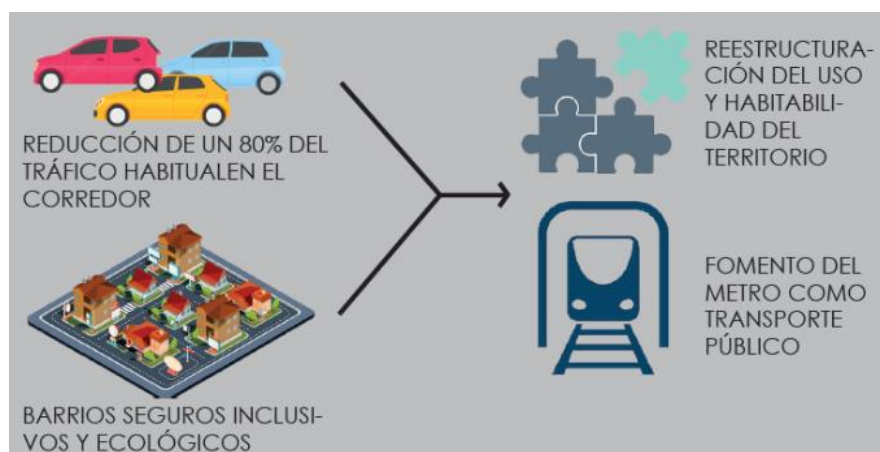 REDUCCIÓN DE UN 80% DEL
TRÁFICO HABITUALEN EL
CORREDOR
BARRIOS SEGUROS INCLUSI-
VOS Y ECOLÓGICOS
REESTRUCTURA-
CIÓN DEL USO
Y HABITABILI-
DAD DEL
TERRITORIO
FOMENTO DEL
METRO COMO
TRANSPORTE
PÚBLICO